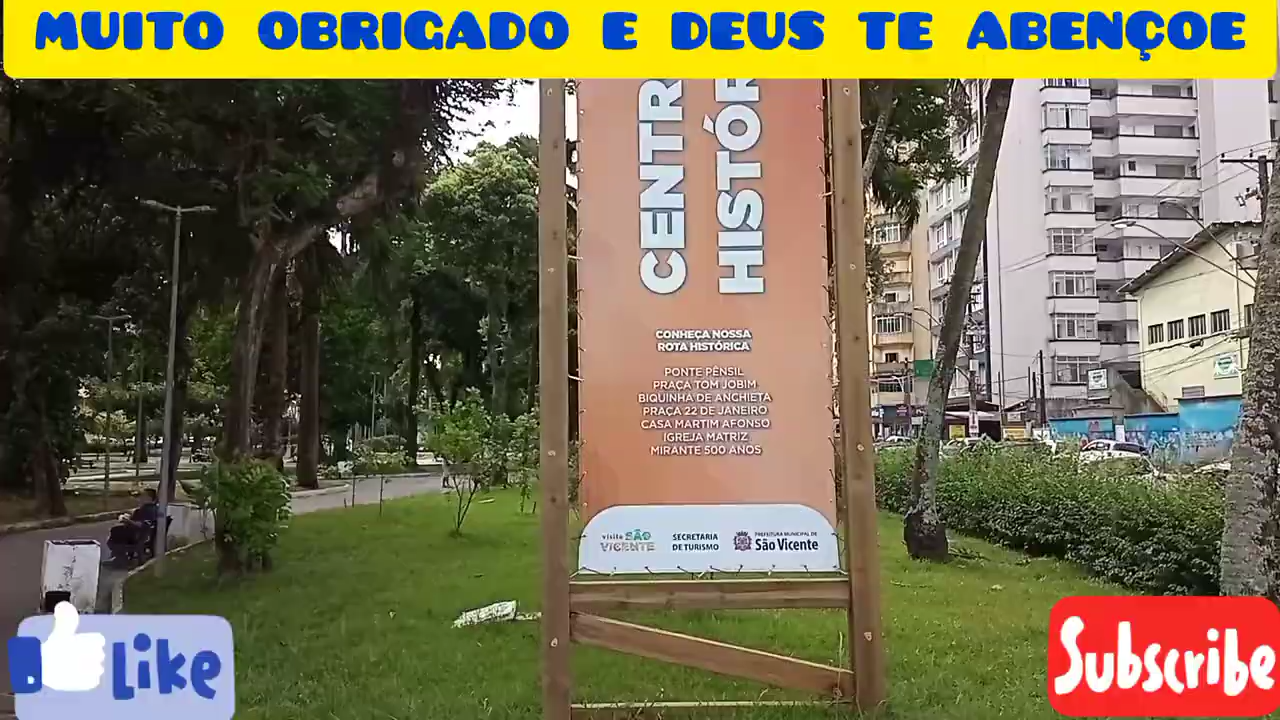 MUITO OBRIGADO E DEUS TE ABENÇOE
CENTR
HISTÓR
CONHEÇA NOSSA
ROTA HISTÓRICA
PONTE PÊNSIL
PRAÇA TOM JOBIM
BIQUINHA DE ANCHIETA
PRAÇA 22 DE JANEIRO
CASA MARTIM AFONSO
IGREJA MATRIZ
MIRANTE 500 ANOS
visite SÃO
VICENTE
SECRETARIA
DE TURISMO
PREFEITURA MUNICIPAL DE
São Vicente
Like
Subscribe